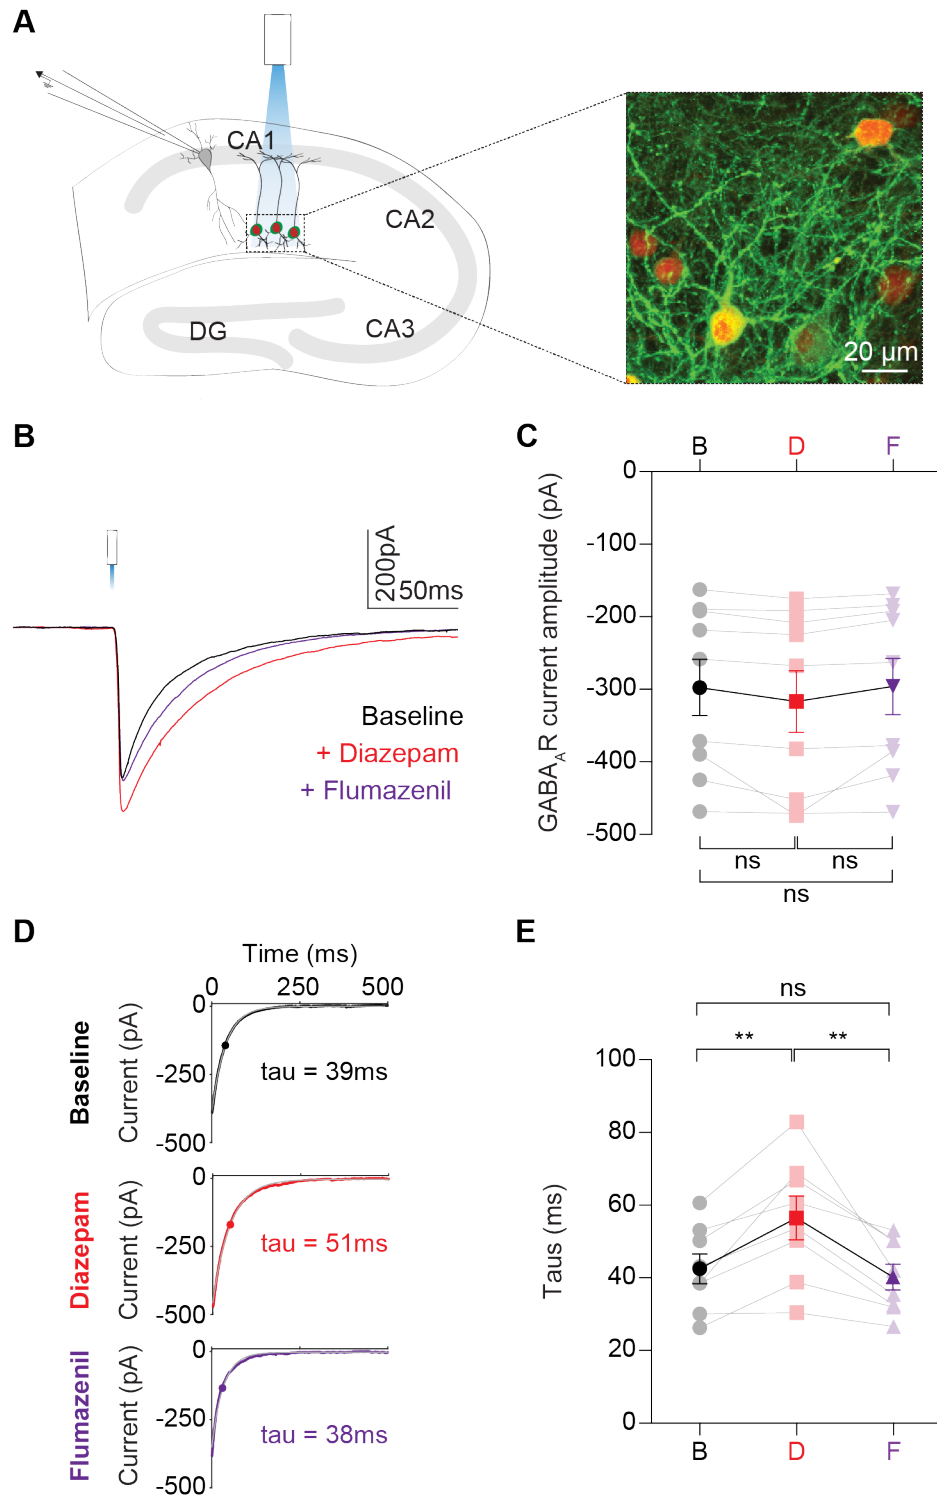 A
CA1
CA2
DG
CA3
20 µm
B
200pA
50ms
Baseline
+ Diazepam
+ Flumazenil
C
B D F
GABAAR current amplitude (pA)
0
-100
-200
-300
-400
-500
ns ns
ns
D
Time (ms)
0 250 500
Baseline
Current (pA)
0
-250
-500
tau = 39ms
Diazepam
Current (pA)
0
-250
-500
tau = 51ms
Flumazenil
Current (pA)
0
-250
-500
tau = 38ms
E
ns
** **
Taus (ms)
100
80
60
40
20
0
B D F